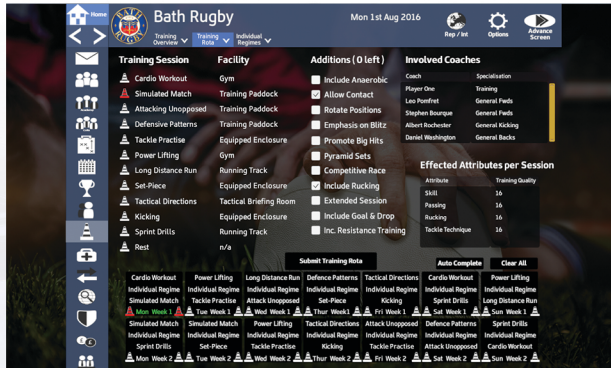 Home
Bath Rugby
Mon 1st Aug 2016
Rep / Int
Options
Advance Screen
BATH
RUGBY
Training Overview
Training Rota
Individual Regimes
Training Session Facility Additions ( 0 left ) Involved Coaches
Cardio Workout Gym Include Anaerobic
Simulated Match Training Paddock Allow Contact
Attacking Unopposed Training Paddock Rotate Positions
Defensive Patterns Training Paddock Emphasis on Blitz
Tackle Practise Equipped Enclosure Promote Big Hits
Power Lifting Gym Pyramid Sets
Long Distance Run Running Track Competitive Race
Set-Piece Equipped Enclosure Include Rucking
Tactical Directions Tactical Briefing Room Extended Session
Kicking Equipped Enclosure Include Goal & Drop
Sprint Drills Running Track Inc. Resistance Training
Rest n/a
Coach Specialisation
Player One Training
Leo Pomfret General Fwds
Stephen Bourque General Fwds
Albert Rochester General Kicking
Daniel Washington General Backs
Effected Attributes per Session
Attribute Training Quality
Skill 16
Passing 16
Rucking 16
Tackle Technique 16
Submit Training Rota
Auto Complete
Clear All
Cardio Workout Power Lifting Long Distance Run Defence Patterns Tactical Directions Cardio Workout Power Lifting
Individual Regime Individual Regime Individual Regime Individual Regime Individual Regime Individual Regime Individual Regime
Simulated Match Tackle Practise Attack Unopposed Set-Piece Kicking Sprint Drills Long Distance Run
Mon Week 1 Tue Week 1 Wed Week 1 Thur Week1 Fri Week 1 Sat Week 1 Sun Week 1
Simulated Match Simulated Match Power Lifting Tactical Directions Attack Unopposed Defence Patterns Sprint Drills
Individual Regime Individual Regime Individual Regime Individual Regime Individual Regime Individual Regime Individual Regime
Sprint Drills Set-Piece Tackle Practise Kicking Tackle Practise Attack Unopposed Cardio Workout
Mon Week 2 Tue Week 2 Wed Week 2 Thur Week 2 Fri Week 2 Sat Week 2 Sun Week 2